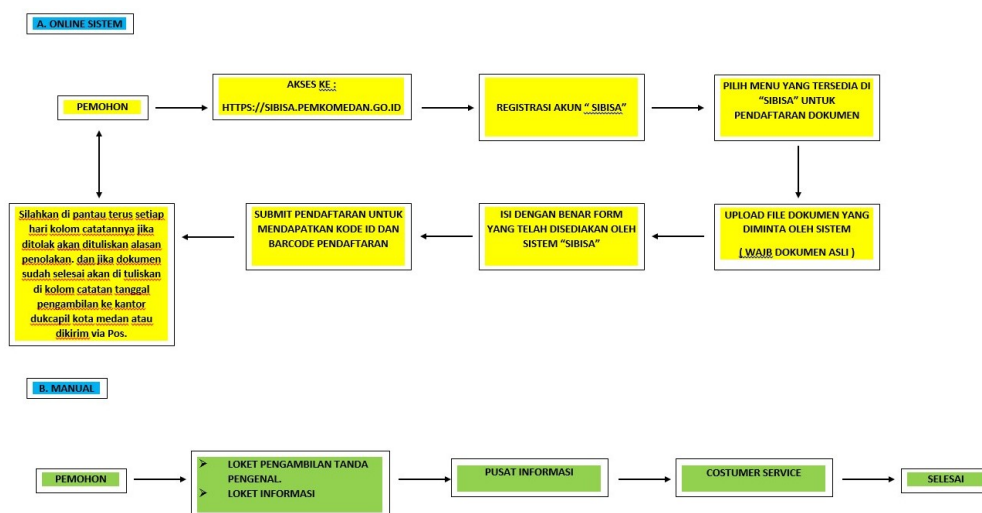 A. ONLINE SISTEM
PEMOHON
AKSES KE :
HTTPS://SIBISA.PEMKOMEDAN.GO.ID
REGISTRASI AKUN " SIBISA"
PILIH MENU YANG TERSEDIA DI
"SIBISA" UNTUK
PENDAFTARAN DOKUMEN
UPLOAD FILE DOKUMEN YANG
DIMINTA OLEH SISTEM
( WAJB DOKUMEN ASLI )
ISI DENGAN BENAR FORM
YANG TELAH DISEDIAKAN OLEH
SISTEM "SIBISA"
SUBMIT PENDAFTARAN UNTUK
MENDAPATKAN KODE ID DAN
BARCODE PENDAFTARAN
Silahkan di pantau terus setiap
hari kolom catatannya jika
ditolak akan dituliskan alasan
penolakan. dan jika dokumen
sudah selesai akan di tuliskan
di kolom catatan tanggal
pengambilan ke kantor
dukcapil kota medan atau
dikirim via Pos.
B. MANUAL
PEMOHON
➢ LOKET PENGAMBILAN TANDA
PENGENAL.
➢ LOKET INFORMASI
PUSAT INFORMASI
COSTUMER SERVICE
SELESAI